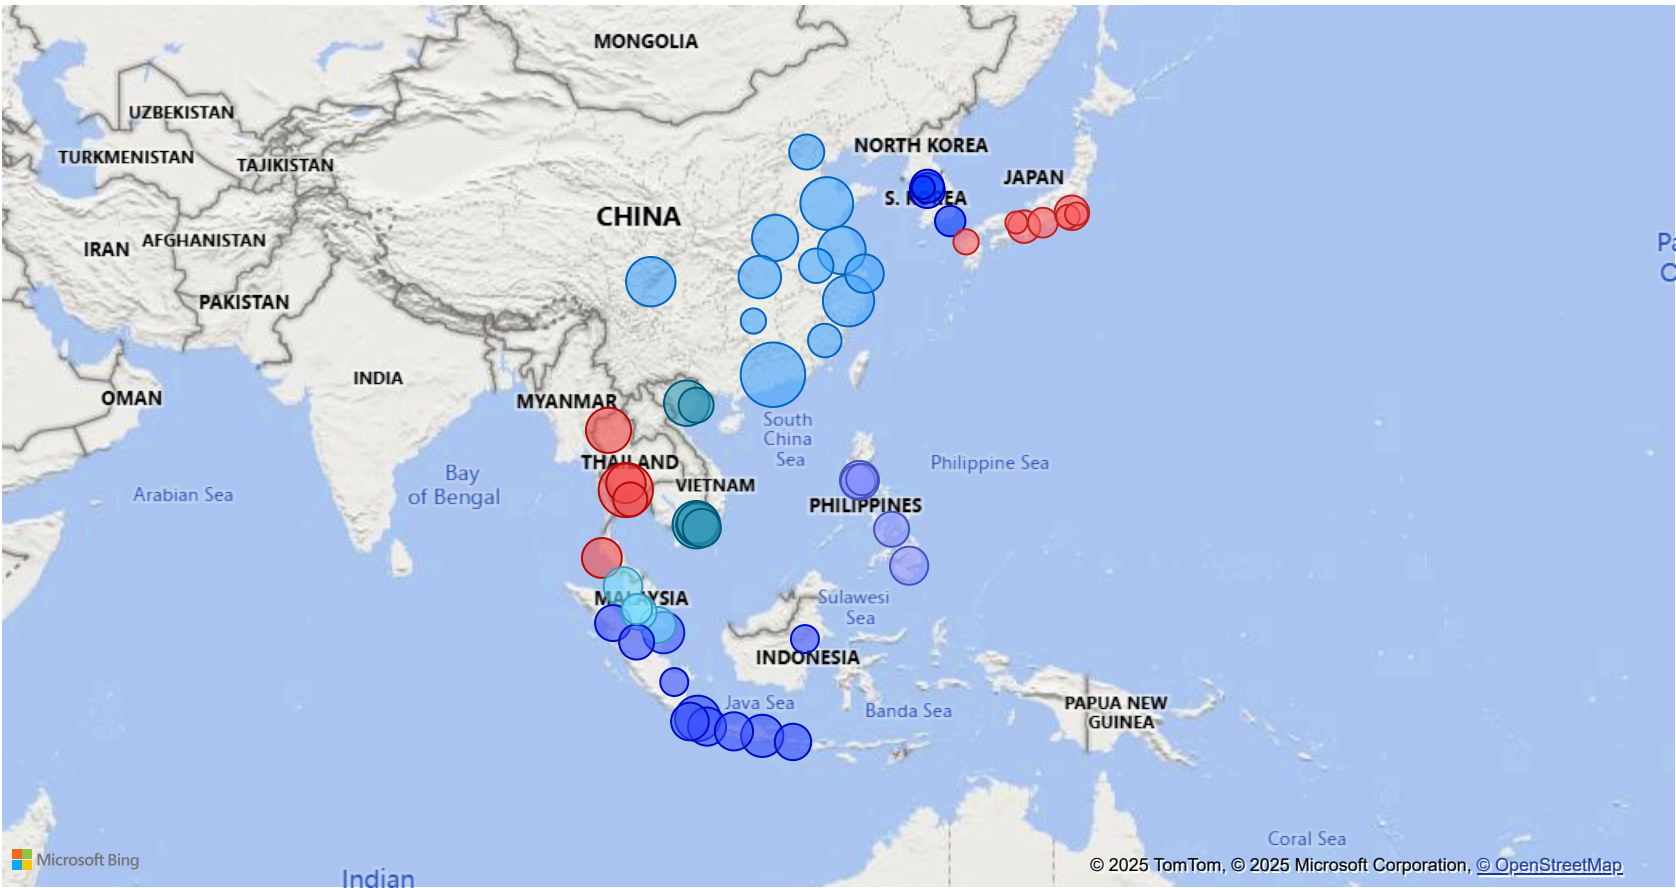 MONGOLIA
UZBEKISTAN
TURKMENISTAN
TAJIKISTAN
NORTH KOREA
JAPAN
CHINA
AFGHANISTAN
IRAN
PAKISTAN
INDIA
OMAN
MYANMAR
South
China
Sea
Philippine Sea
THAILAND
Bay
of Bengal
VIETNAM
Arabian Sea
PHILIPPINES
Sulawesi
Sea
INDONESIA
Java Sea
Banda Sea
PAPUA NEW
GUINEA
Coral Sea
Microsoft Bing
© 2025 TomTom, © 2025 Microsoft Corporation, © OpenStreetMap
Indian